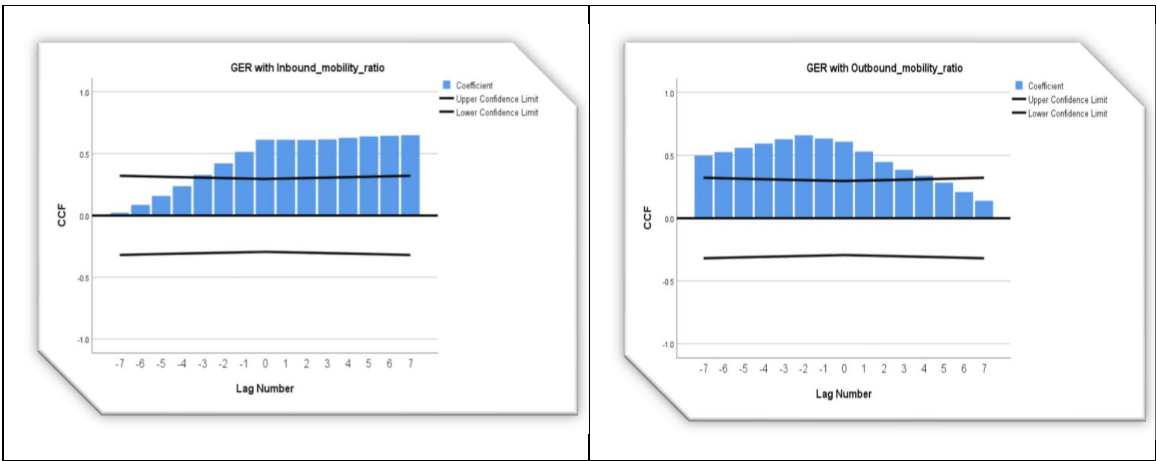 GER with Inbound_mobility_ratio
Coefficient
Upper Confidence Limit
Lower Confidence Limit
1.0
0.5
0.0
-0.5
-1.0
CCF
-7 -6 -5 -4 -3 -2 -1 0 1 2 3 4 5 6 7
Lag Number
GER with Outbound_mobility_ratio
Coefficient
Upper Confidence Limit
Lower Confidence Limit
1.0
0.5
0.0
-0.5
-1.0
CCF
-7 -6 -5 -4 -3 -2 -1 0 1 2 3 4 5 6 7
Lag Number